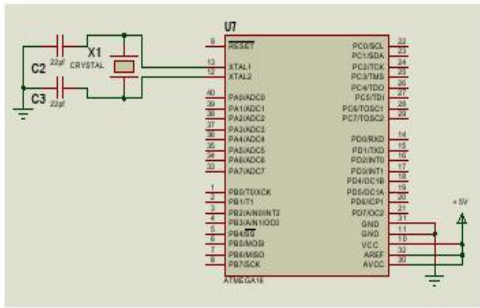 U7
9 RESET
13 XTAL1
12 XTAL2
40 PA0/ADC0
39 PA1/ADC1
38 PA2/ADC2
37 PA3/ADC3
36 PA4/ADC4
35 PA5/ADC5
34 PA6/ADC6
33 PA7/ADC7
1 PB0/T0/XCK
2 PB1/T1
3 PB2/AIN0/INT2
4 PB3/AIN1/OC0
5 PB4/SS
6 PB5/MOSI
7 PB6/MISO
8 PB7/SCK
PC0/SCL 22
PC1/SDA 23
PC2/TCK 24
PC3/TMS 25
PC4/TDO 26
PC5/TDI 27
PC6/TOSC1 28
PC7/TOSC2 29
PD0/RXD 14
PD1/TXD 15
PD2/INT0 16
PD3/INT1 17
PD4/OC1B 18
PD5/OC1A 19
PD6/ICP1 20
PD7/OC2 21
GND 31
GND 11
VCC 10
AREF 32
AVCC 30
ATMEGA16
C2
22pf
X1
CRYSTAL
C3
22pf
+5V